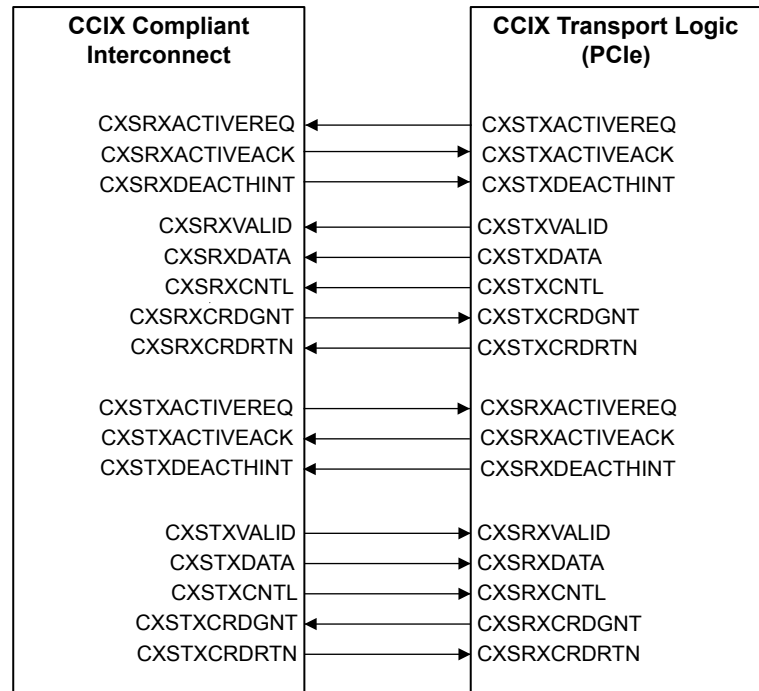 CCIX Compliant
Interconnect
CCIX Transport Logic
(PCIe)
CXSRXACTIVEREQ CXSTXACTIVEREQ
CXSRXACTIVEACK CXSTXACTIVEACK
CXSRXDEACTHINT CXSTXDEACTHINT
CXSRXVALID CXSTXVALID
CXSRXDATA CXSTXDATA
CXSRXCNTL CXSTXCNTL
CXSRXCRDGNT CXSTXCRDGNT
CXSRXCRDRTN CXSTXCRDRTN
CXSTXACTIVEREQ CXSRXACTIVEREQ
CXSTXACTIVEACK CXSRXACTIVEACK
CXSTXDEACTHINT CXSRXDEACTHINT
CXSTXVALID CXSRXVALID
CXSTXDATA CXSRXDATA
CXSTXCNTL CXSRXCNTL
CXSTXCRDGNT CXSRXCRDGNT
CXSTXCRDRTN CXSRXCRDRTN